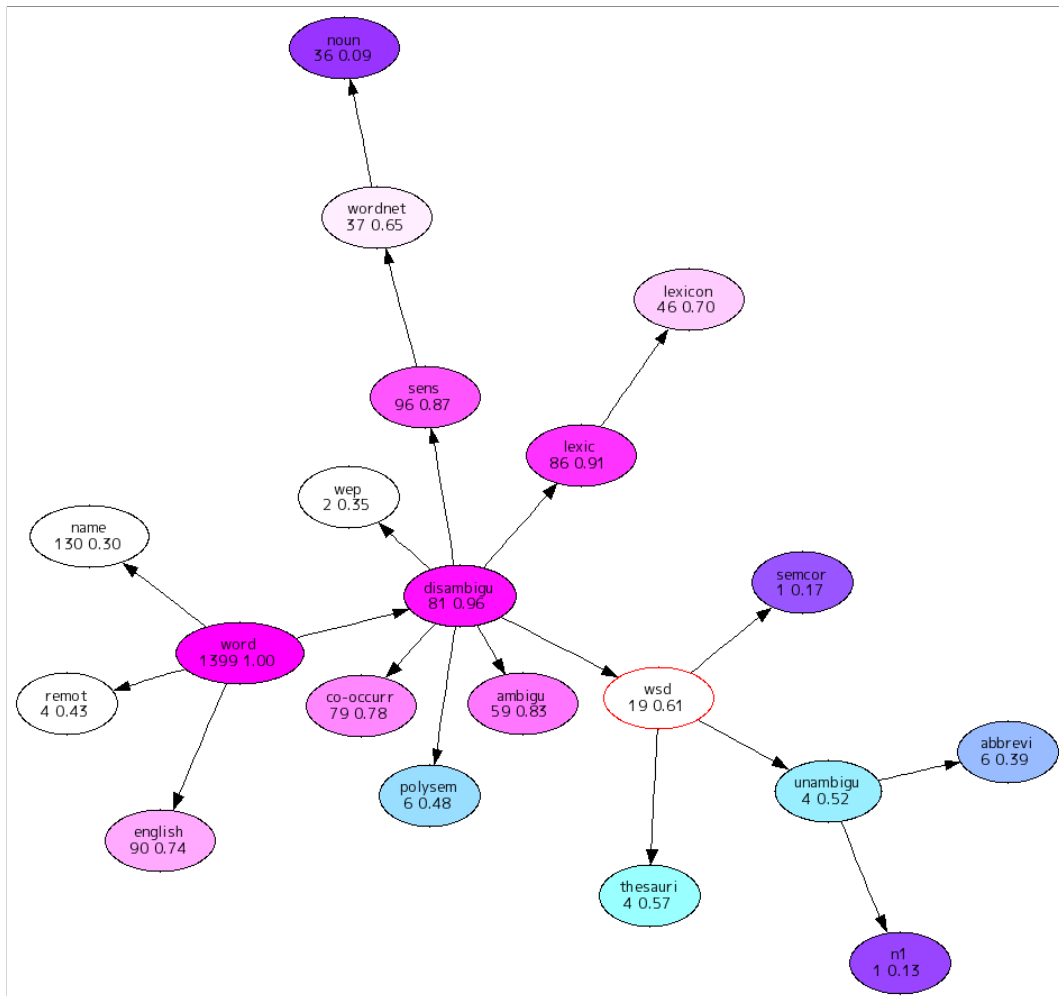 noun
36 0.09
wordnet
37 0.65
lexicon
46 0.70
sens
96 0.87
lexic
86 0.91
wep
2 0.35
name
130 0.30
disambigu
81 0.96
semcor
1 0.17
word
1399 1.00
remot
4 0.43
co-occurr
79 0.78
ambigu
59 0.83
wsd
19 0.61
abbrevi
6 0.39
polysem
6 0.48
unambigu
4 0.52
english
90 0.74
thesauri
4 0.57
n1
1 0.13